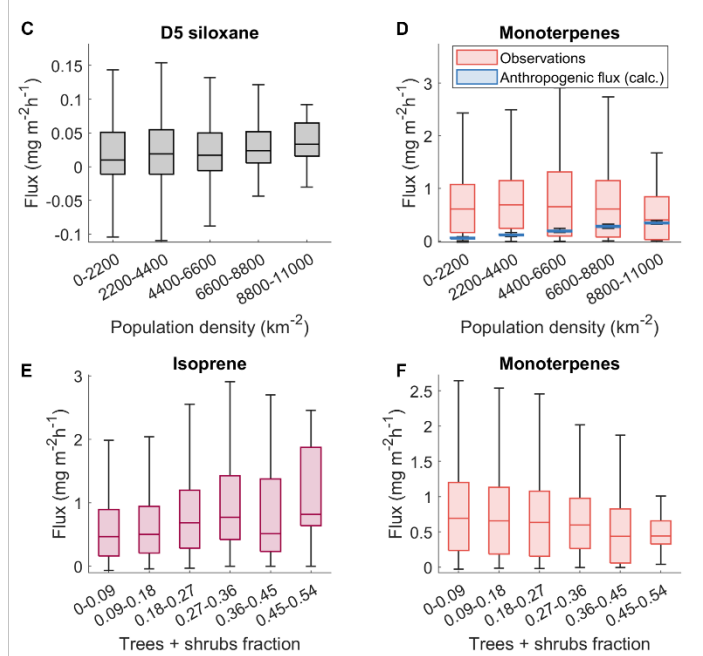 C
D5 siloxane
Flux (mg m⁻²h⁻¹)
0.15
0.1
0.05
0
-0.05
-0.1
0-2200
2200-4400
4400-6600
6600-8800
8800-11000
Population density (km⁻²)
D
Monoterpenes
Observations
Anthropogenic flux (calc.)
Flux (mg m⁻²h⁻¹)
3
2
1
0
0-2200
2200-4400
4400-6600
6600-8800
8800-11000
Population density (km⁻²)
E
Isoprene
Flux (mg m⁻²h⁻¹)
3
2
1
0
0-0.09
0.09-0.18
0.18-0.27
0.27-0.36
0.36-0.45
0.45-0.54
Trees + shrubs fraction
F
Monoterpenes
Flux (mg m⁻²h⁻¹)
2.5
2
1.5
1
0.5
0
0-0.09
0.09-0.18
0.18-0.27
0.27-0.36
0.36-0.45
0.45-0.54
Trees + shrubs fraction